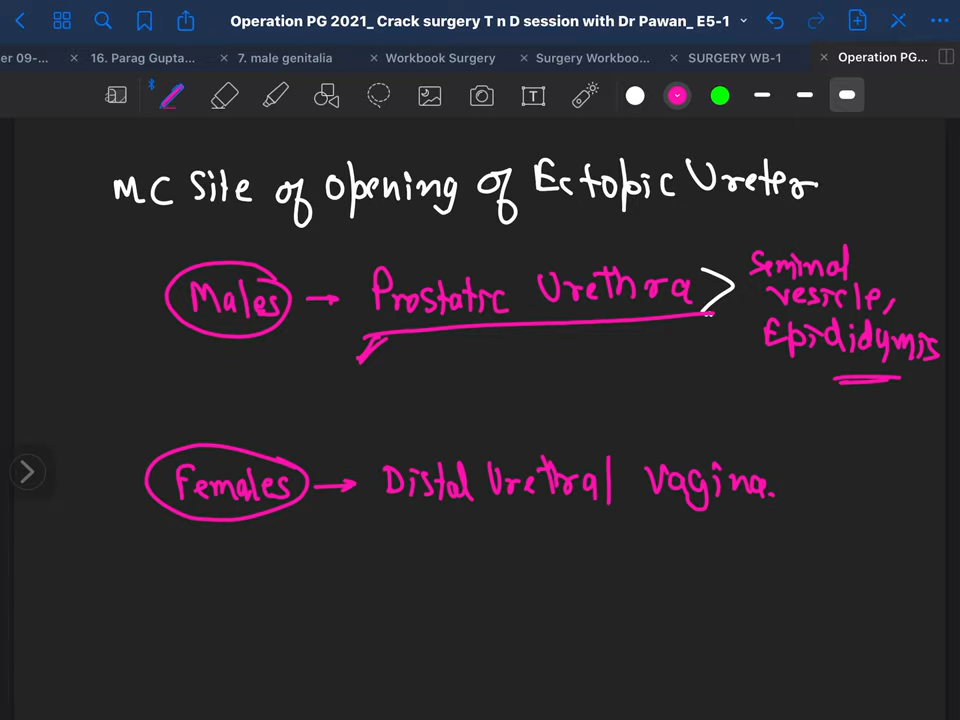 Operation PG 2021_ Crack surgery T n D session with Dr Pawan_ E5-1
er 09-...
16. Parag Gupta...
7. male genitalia
Workbook Surgery
Surgery Workboo...
SURGERY WB-1
Operation PG...
MC Site of Opening of Ectopic Ureter
Males → Prostatic Urethra > Seminal
vesicle,
Epididymis
Females → Distal Urethra / Vagina.